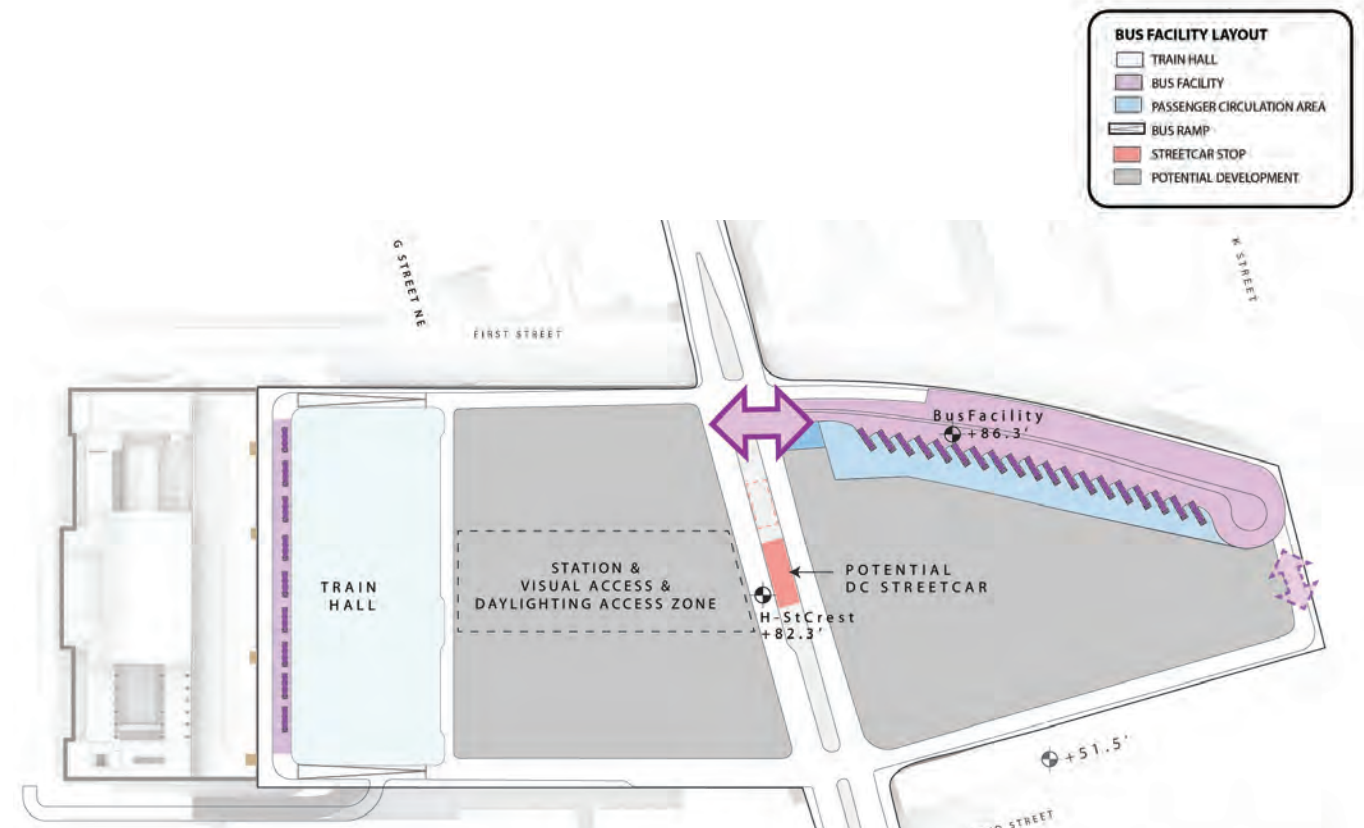 BUS FACILITY LAYOUT
TRAIN HALL
BUS FACILITY
PASSENGER CIRCULATION AREA
BUS RAMP
STREETCAR STOP
POTENTIAL DEVELOPMENT
G STREET NE
FIRST STREET
K STREET
BusFacility
+86.3'
TRAIN
HALL
STATION &
VISUAL ACCESS &
DAYLIGHTING ACCESS ZONE
POTENTIAL
DC STREETCAR
H-StCrest
+82.3'
+51.5'
STREET